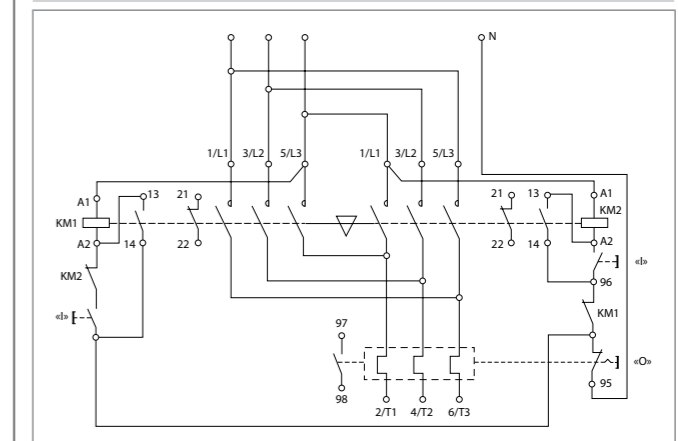 N
1/L1 3/L2 5/L3 1/L1 3/L2 5/L3
A1 13 21 21 13 A1
KM1 KM2
A2 14 22 22 14 A2
KM2 «I»
96
«I» KM1
97
«O»
98 95
2/T1 4/T2 6/T3